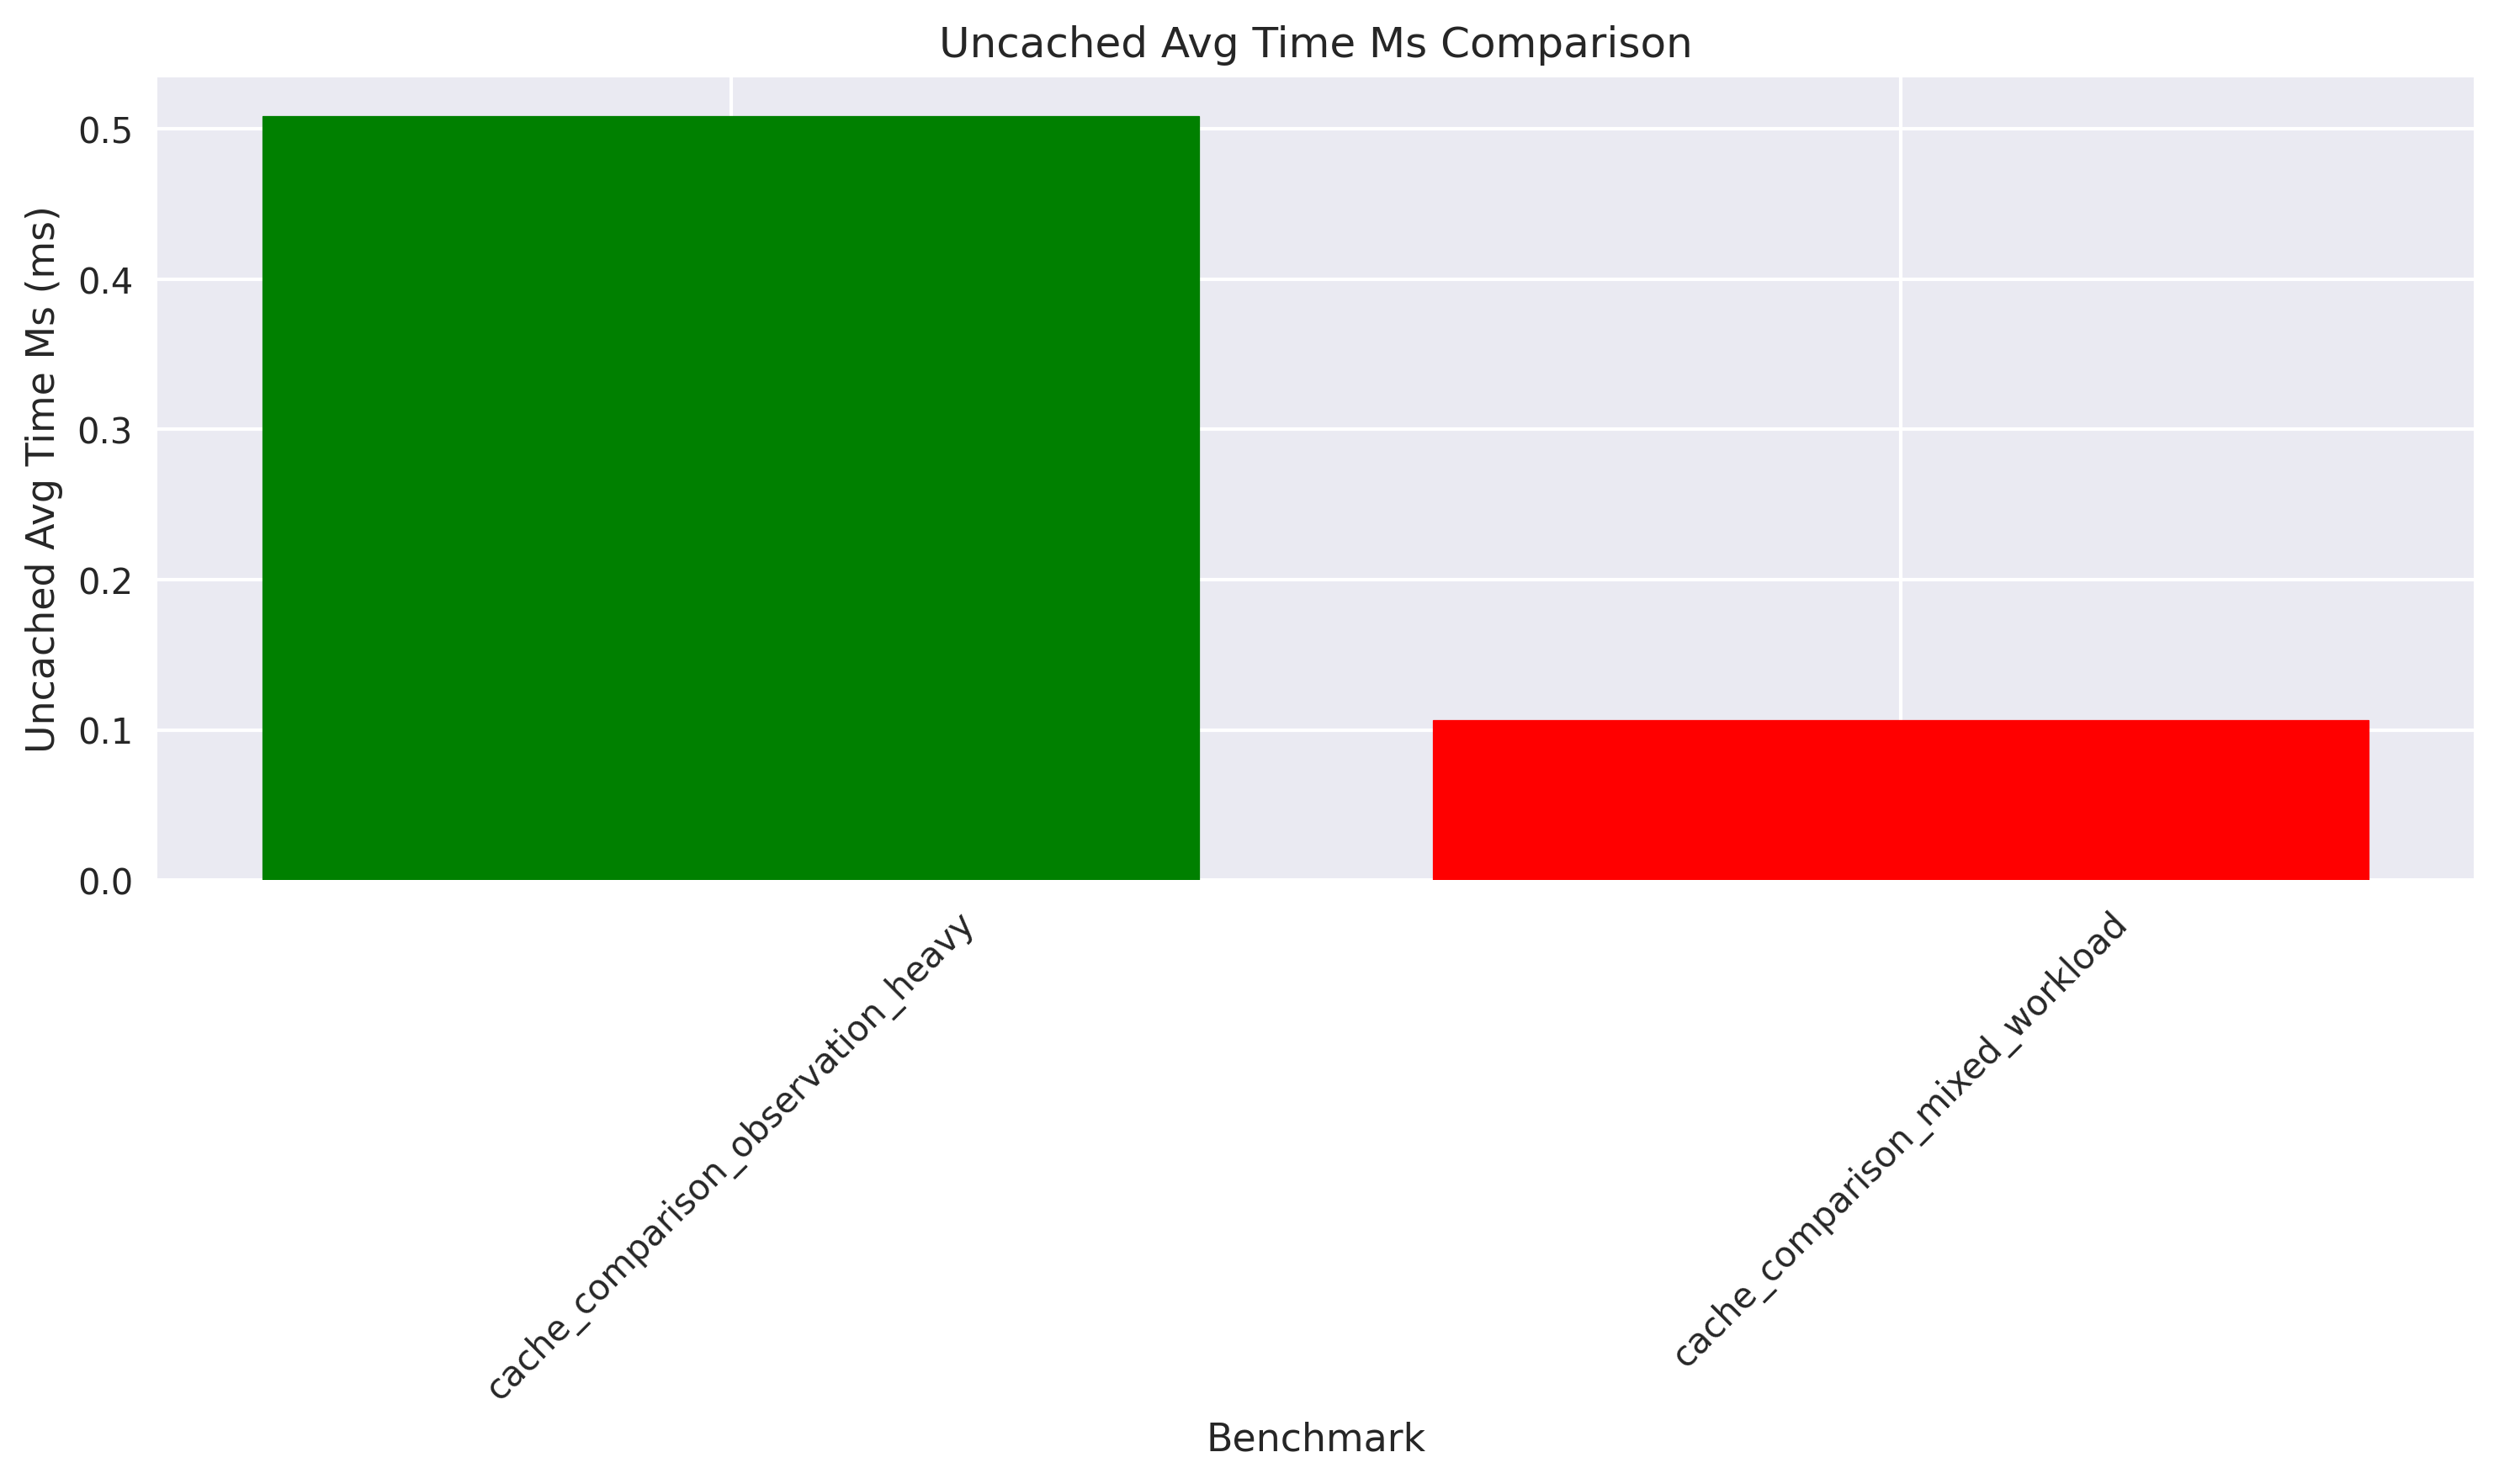 Uncached Avg Time Ms Comparison
Uncached Avg Time Ms (ms)
0.5
0.4
0.3
0.2
0.1
0.0
cache_comparison_observation_heavy
cache_comparison_mixed_workload
Benchmark